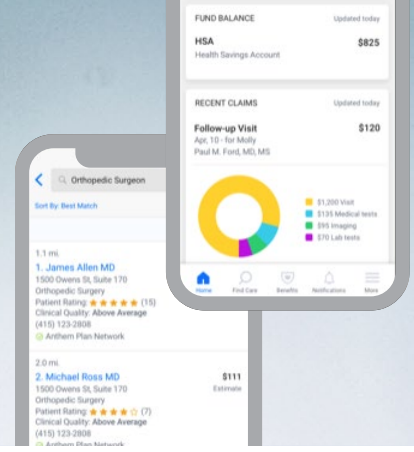 FUND BALANCE Updated today
HSA $825
Health Savings Account
RECENT CLAIMS Updated today
Follow-up Visit $120
Apr, 10 - for Molly
Paul M. Ford, MD, MS
$1,200 Visit
$135 Medical tests
$95 Imaging
$70 Lab tests
Home Find Care Benefits Notifications More
Orthopedic Surgeon
Sort By: Best Match
1.1 mi.
1. James Allen MD
1500 Owens St, Suite 170
Orthopedic Surgery
Patient Rating: ★★★★★ (15)
Clinical Quality: Above Average
(415) 123-2808
Anthem Plan Network
2.0 mi.
2. Michael Ross MD $111
1500 Owens St, Suite 170 Estimate
Orthopedic Surgery
Patient Rating: ★★★★☆ (7)
Clinical Quality: Above Average
(415) 123-2808
Anthem Plan Network